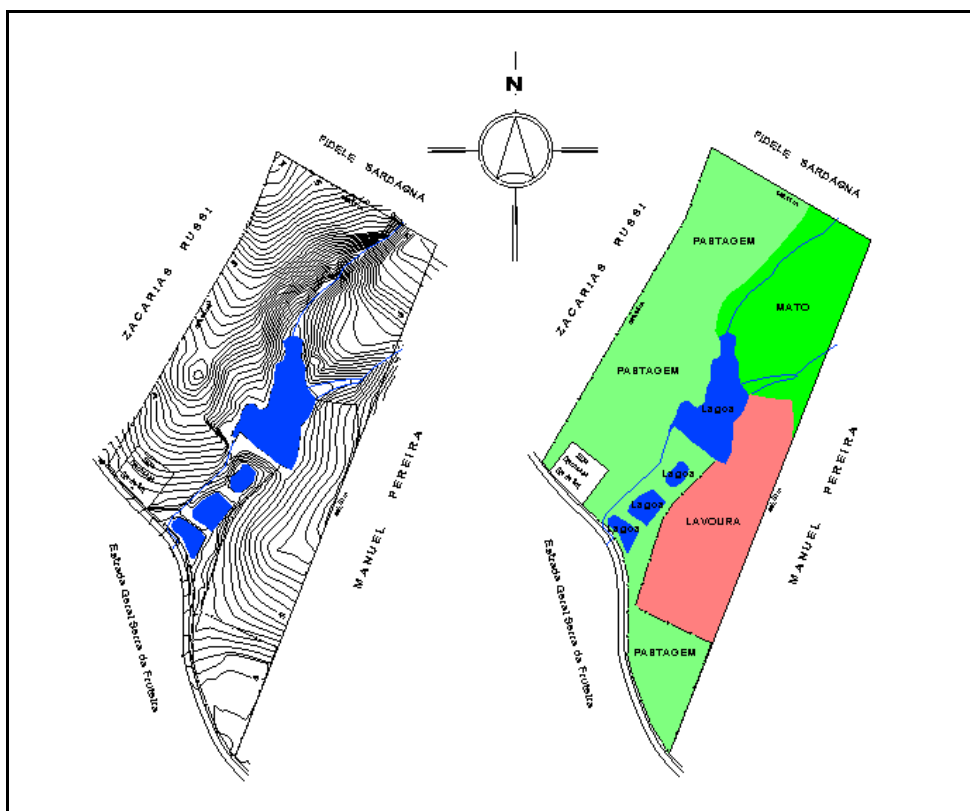 N
FIDELE SARDAGNA
ZACARIAS RUSSI
MANUEL PEREIRA
Estrada Geral Serra da Fruteira
FIDELE SARDAGNA
ZACARIAS RUSSI
PASTAGEM
MATO
PASTAGEM
Lagoa
Lagoa
Lagoa
Lagoa
LAVOURA
MANUEL PEREIRA
Estrada Geral Serra da Fruteira
PASTAGEM